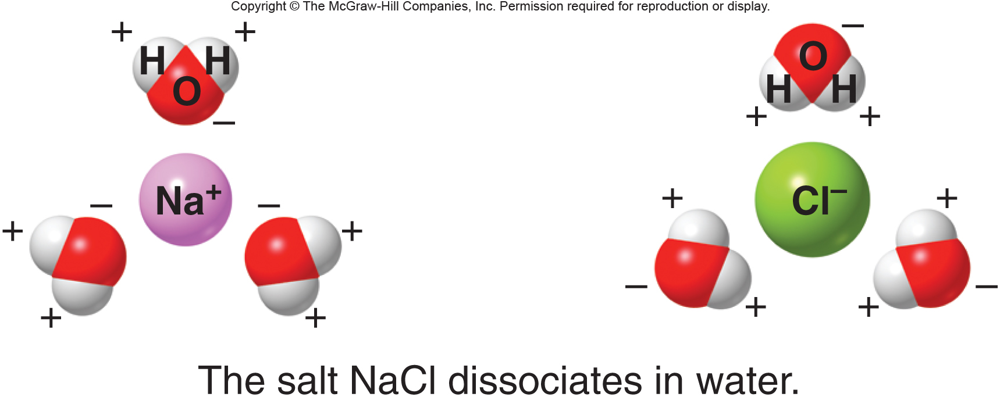 Copyright © The McGraw-Hill Companies, Inc. Permission required for reproduction or display.
+ + −
H H O
O H H
− + +
Na⁺ Cl⁻
− − + +
+ +
− −
+ +
+ +
The salt NaCl dissociates in water.